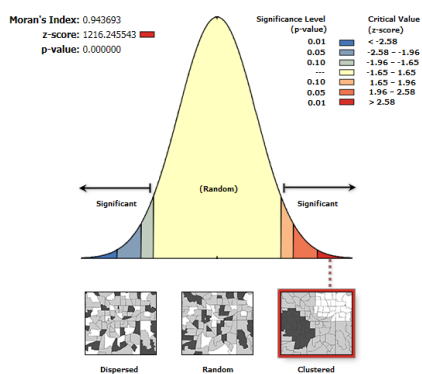 Moran's Index: 0.943693
z-score: 1216.245543
p-value: 0.000000
Significance Level
(p-value)
Critical Value
(z-score)
0.01 < -2.58
0.05 -2.58 – -1.96
0.10 -1.96 – -1.65
--- -1.65 – 1.65
0.10 1.65 – 1.96
0.05 1.96 – 2.58
0.01 > 2.58
Significant
(Random)
Significant
Dispersed
Random
Clustered